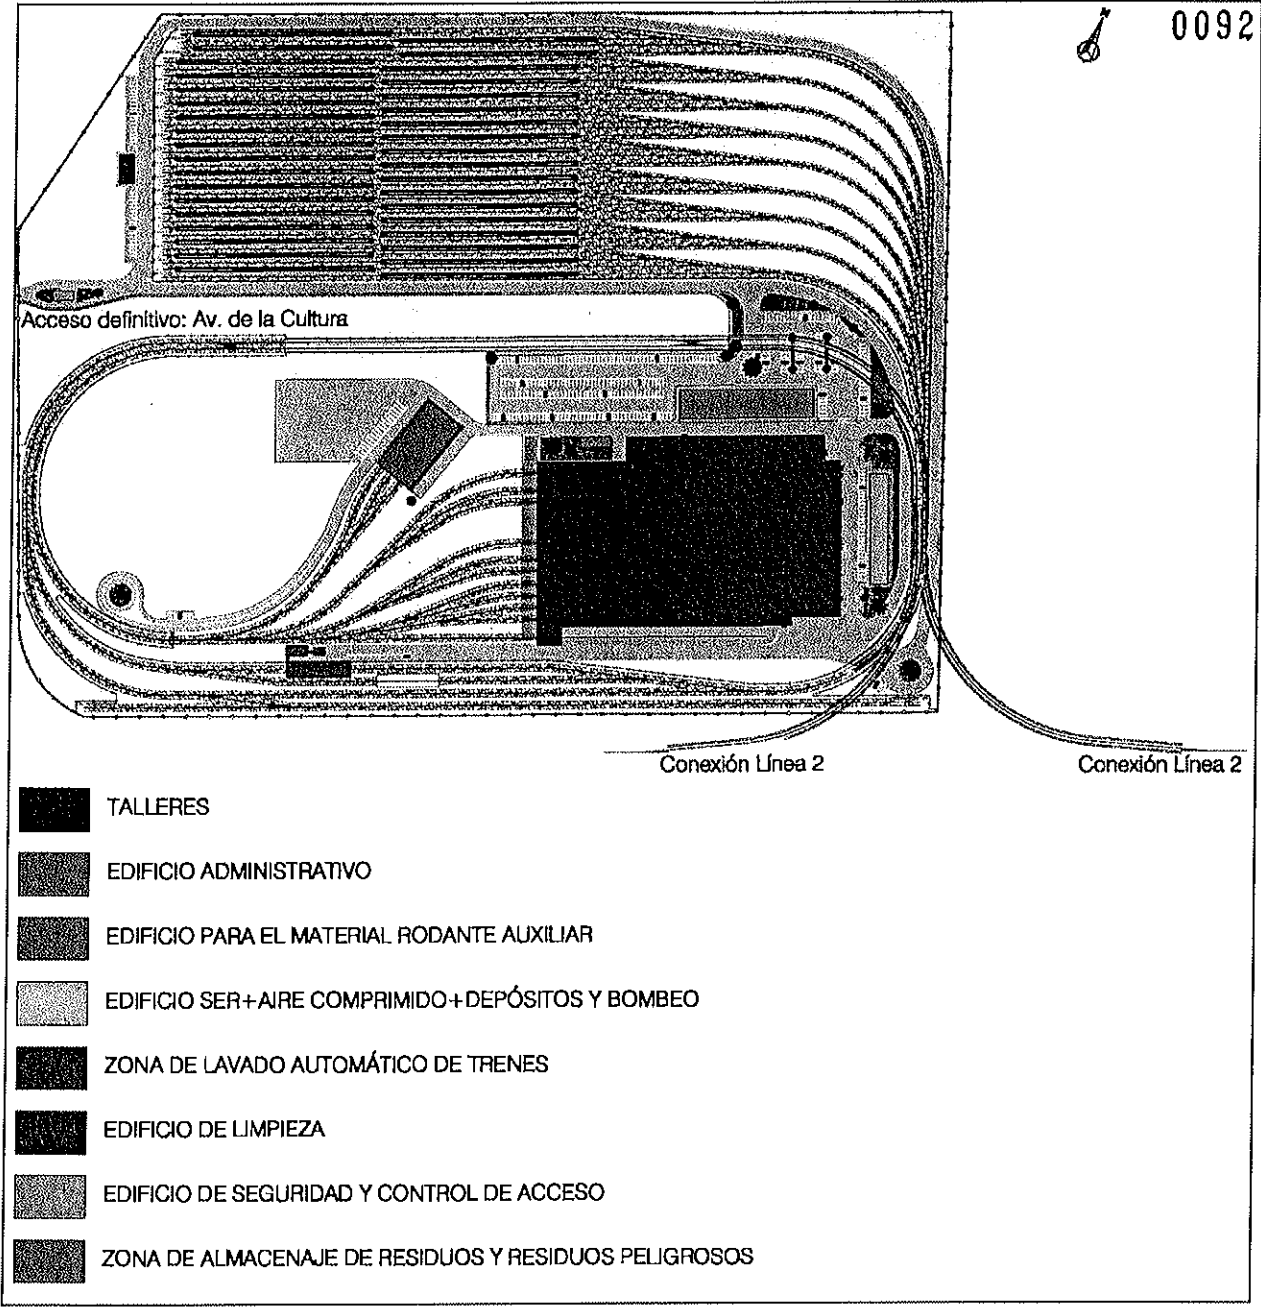 0092
Acceso definitivo: Av. de la Cultura
Conexión Línea 2
Conexión Línea 2
TALLERES
EDIFICIO ADMINISTRATIVO
EDIFICIO PARA EL MATERIAL RODANTE AUXILIAR
EDIFICIO SER+AIRE COMPRIMIDO+DEPÓSITOS Y BOMBEO
ZONA DE LAVADO AUTOMÁTICO DE TRENES
EDIFICIO DE LIMPIEZA
EDIFICIO DE SEGURIDAD Y CONTROL DE ACCESO
ZONA DE ALMACENAJE DE RESIDUOS Y RESIDUOS PELIGROSOS